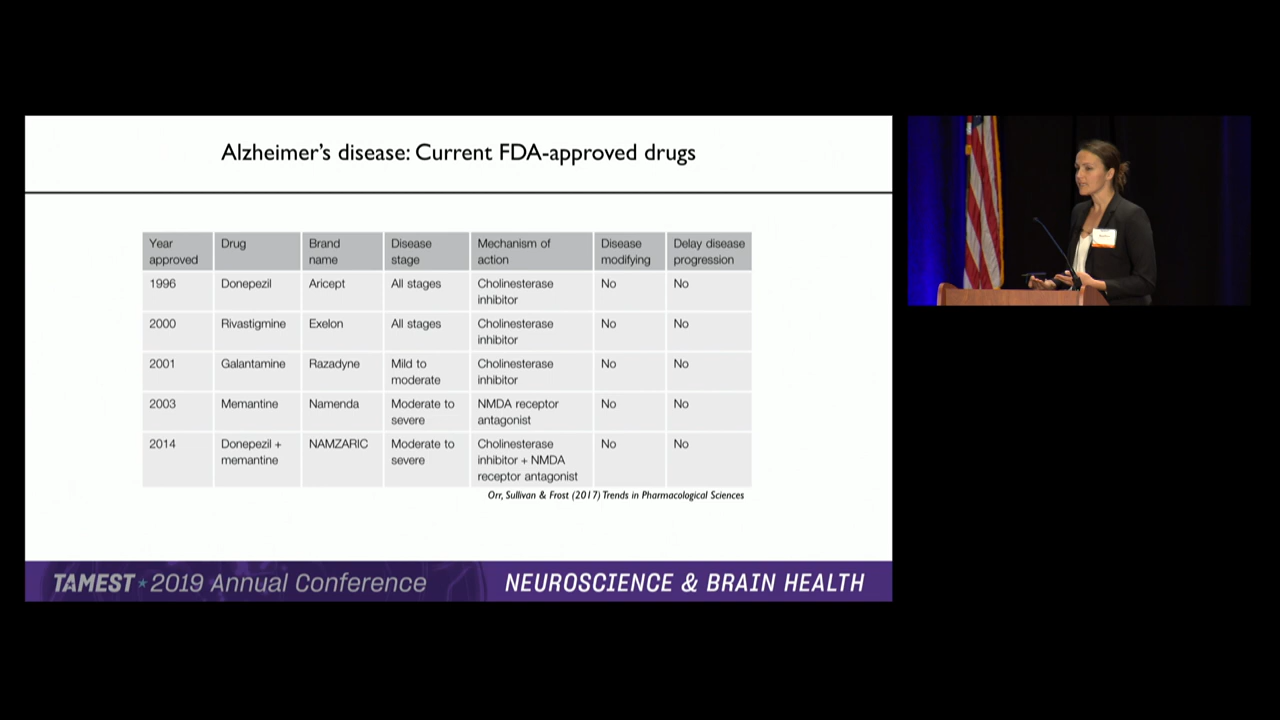 Alzheimer's disease: Current FDA-approved drugs
Year approved Drug Brand name Disease stage Mechanism of action Disease modifying Delay disease progression
1996 Donepezil Aricept All stages Cholinesterase inhibitor No No
2000 Rivastigmine Exelon All stages Cholinesterase inhibitor No No
2001 Galantamine Razadyne Mild to moderate Cholinesterase inhibitor No No
2003 Memantine Namenda Moderate to severe NMDA receptor antagonist No No
2014 Donepezil + memantine NAMZARIC Moderate to severe Cholinesterase inhibitor + NMDA receptor antagonist No No
Orr, Sullivan & Frost (2017) Trends in Pharmacological Sciences
TAMEST★2019 Annual Conference NEUROSCIENCE & BRAIN HEALTH